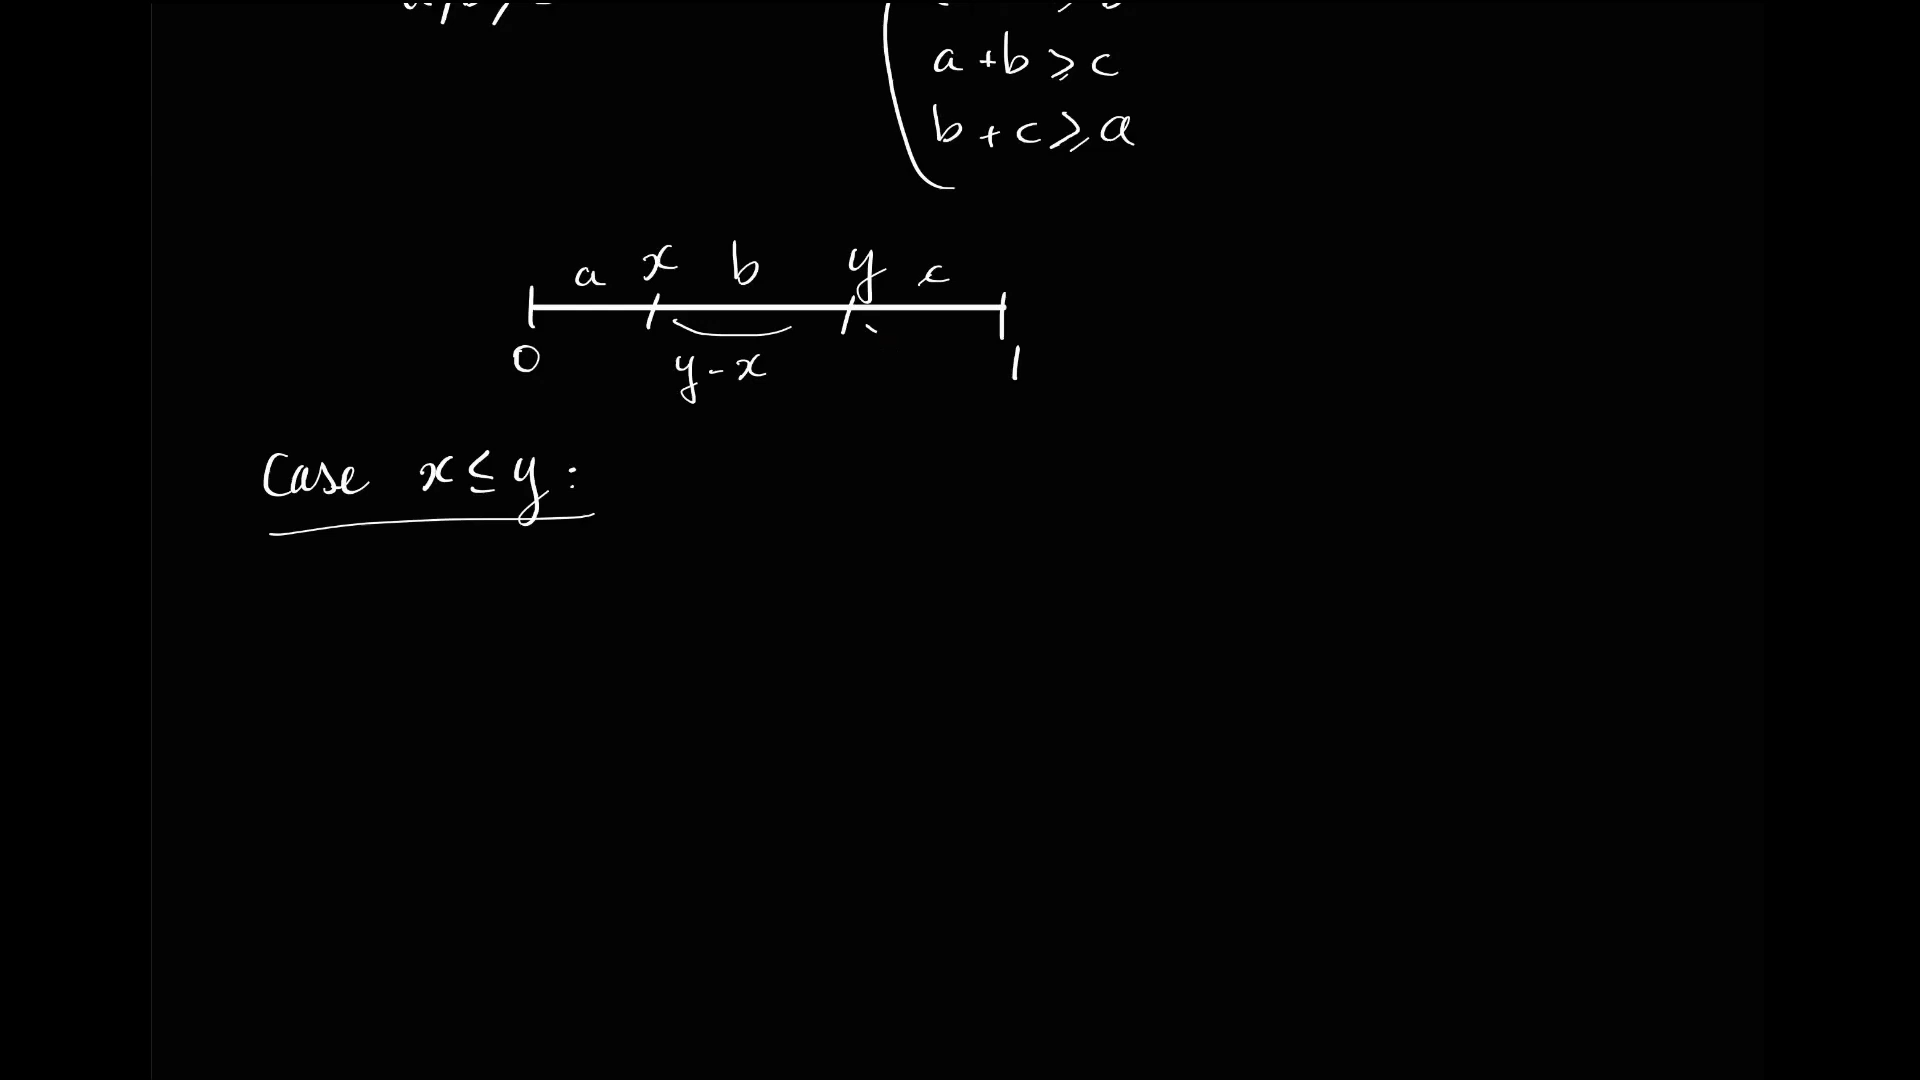 a + b ⩾ c
b + c ⩾ a
a x b y c
0 y - x 1
Case x ≤ y :